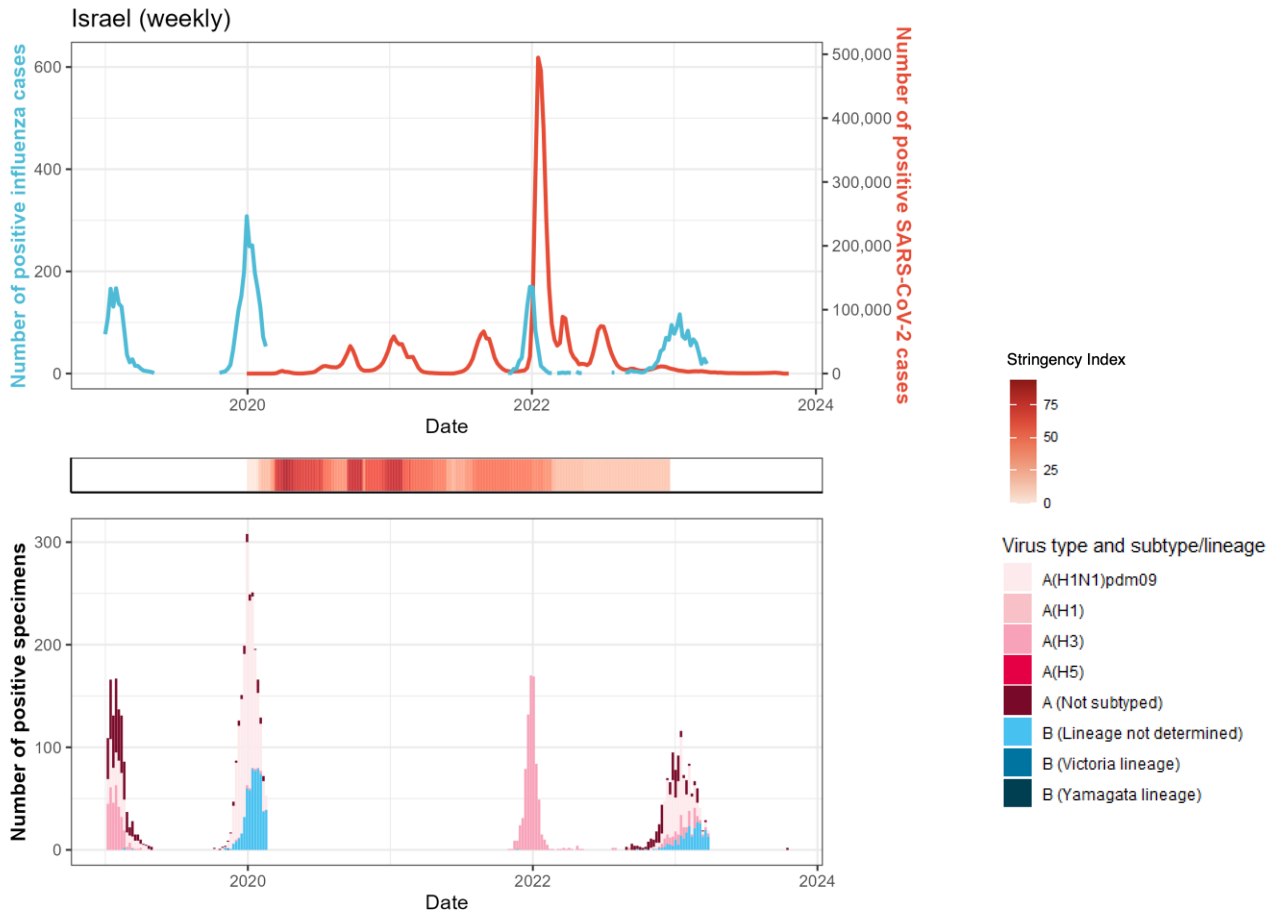 Israel (weekly)
Number of positive influenza cases
600
400
200
0
500,000
400,000
300,000
200,000
100,000
0
Number of positive SARS-CoV-2 cases
2020
2022
2024
Date
Stringency Index
75
50
25
0
Number of positive specimens
300
200
100
0
2020
2022
2024
Date
Virus type and subtype/lineage
A(H1N1)pdm09
A(H1)
A(H3)
A(H5)
A (Not subtyped)
B (Lineage not determined)
B (Victoria lineage)
B (Yamagata lineage)